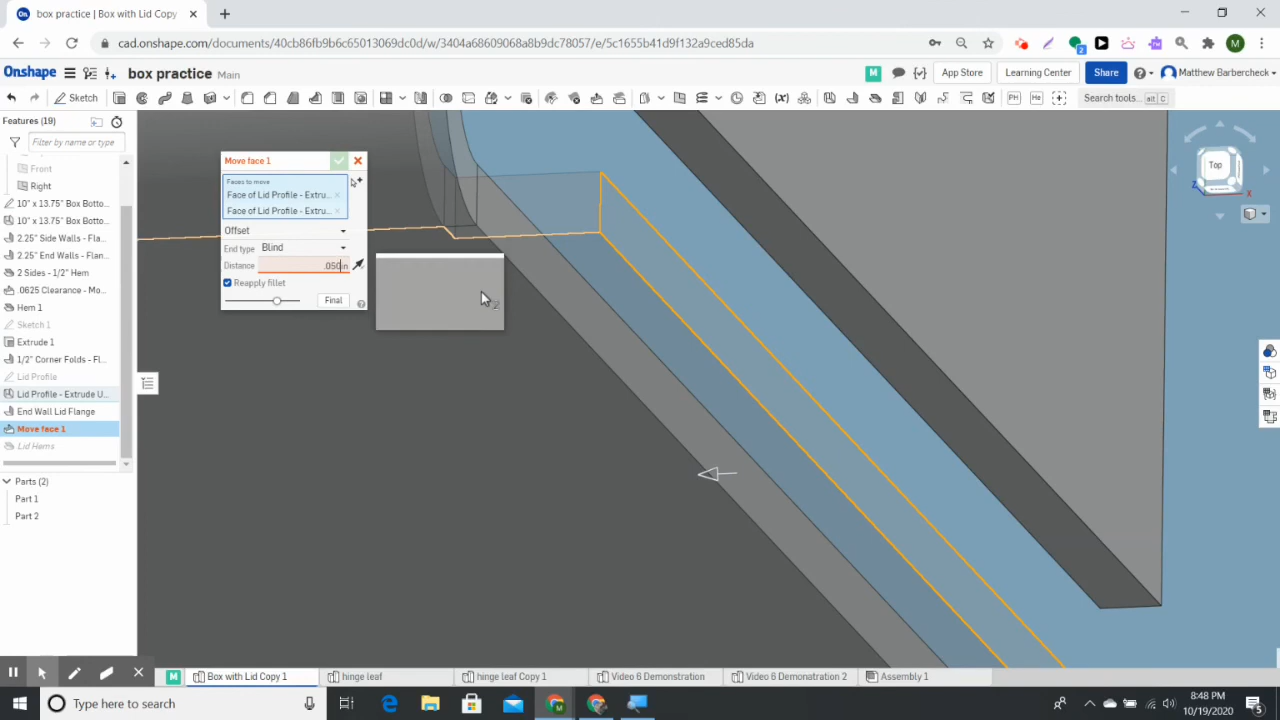 box practice | Box with Lid Copy
cad.onshape.com/documents/40cb86fb9b6c65013069dc0d/w/3404a68609068a8b9dc78057/e/5c1655b41d9f132a9ced85da
2
M
Onshape
box practice Main
M
App Store
Learning Center
Share
Matthew Barbercheck
Sketch
PH
He
Search tools... alt C
Features (19)
Filter by name or type
Front
Right
10" x 13.75" Box Botto...
10" x 13.75" Box Botto...
2.25" Side Walls - Fla...
2.25" End Walls - Flan...
2 Sides - 1/2" Hem
.0625 Clearance - Mo...
Hem 1
Sketch 1
Extrude 1
1/2" Corner Folds - Fl...
Lid Profile
Lid Profile - Extrude U...
End Wall Lid Flange
Move face 1
Lid Hems
Parts (2)
Part 1
Part 2
Move face 1
Faces to move
Face of Lid Profile - Extru...
Face of Lid Profile - Extru...
Offset
End type Blind
Distance .050in
Reapply fillet
Final
Top
Z
X
M
Box with Lid Copy 1
hinge leaf
hinge leaf Copy 1
Video 6 Demonstration
Video 6 Demonatration 2
Assembly 1
Type here to search
8:48 PM
10/19/2020
5